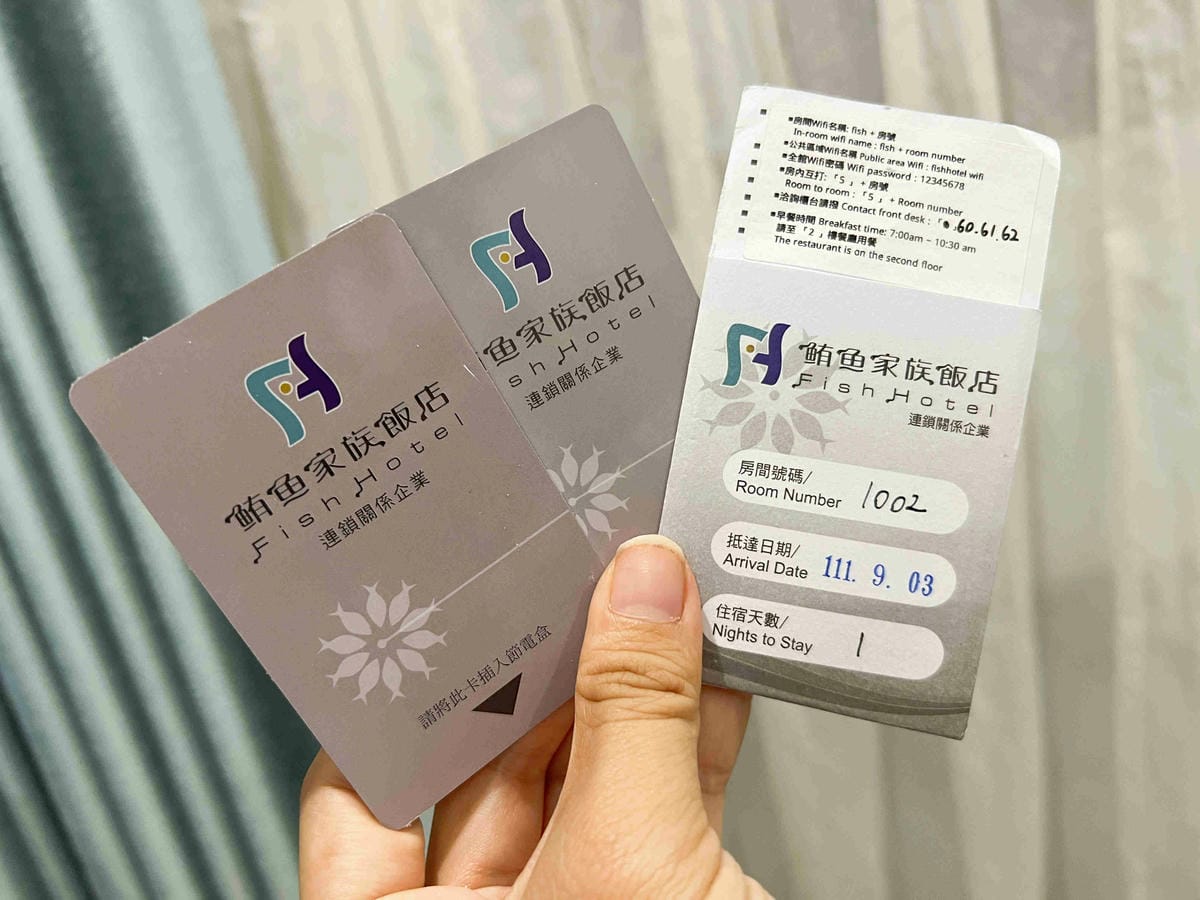 鮪魚家族飯店
Fish Hotel
連鎖關係企業
請將此卡插入節電盒
魚家族飯店
sh Hotel
連鎖關係企業
■房間Wifi名稱: fish + 房號
In-room wifi name : fish + room number
■公共區域Wifi名稱 Public area Wifi : fishhotel wifi
■全館Wifi密碼 Wifi password : 12345678
■房內互打:「5 」+ 房號
Room to room :「5 」+ Room number
■洽詢櫃台請撥 Contact front desk :「 60.61.62
■早餐時間 Breakfast time: 7:00am ~ 10:30 am
請至「2 」樓餐廳用餐
The restaurant is on the second floor
鮪魚家族飯店
Fish Hotel
連鎖關係企業
房間號碼/
Room Number 1002
抵達日期/
Arrival Date 111. 9. 03
住宿天數/
Nights to Stay 1